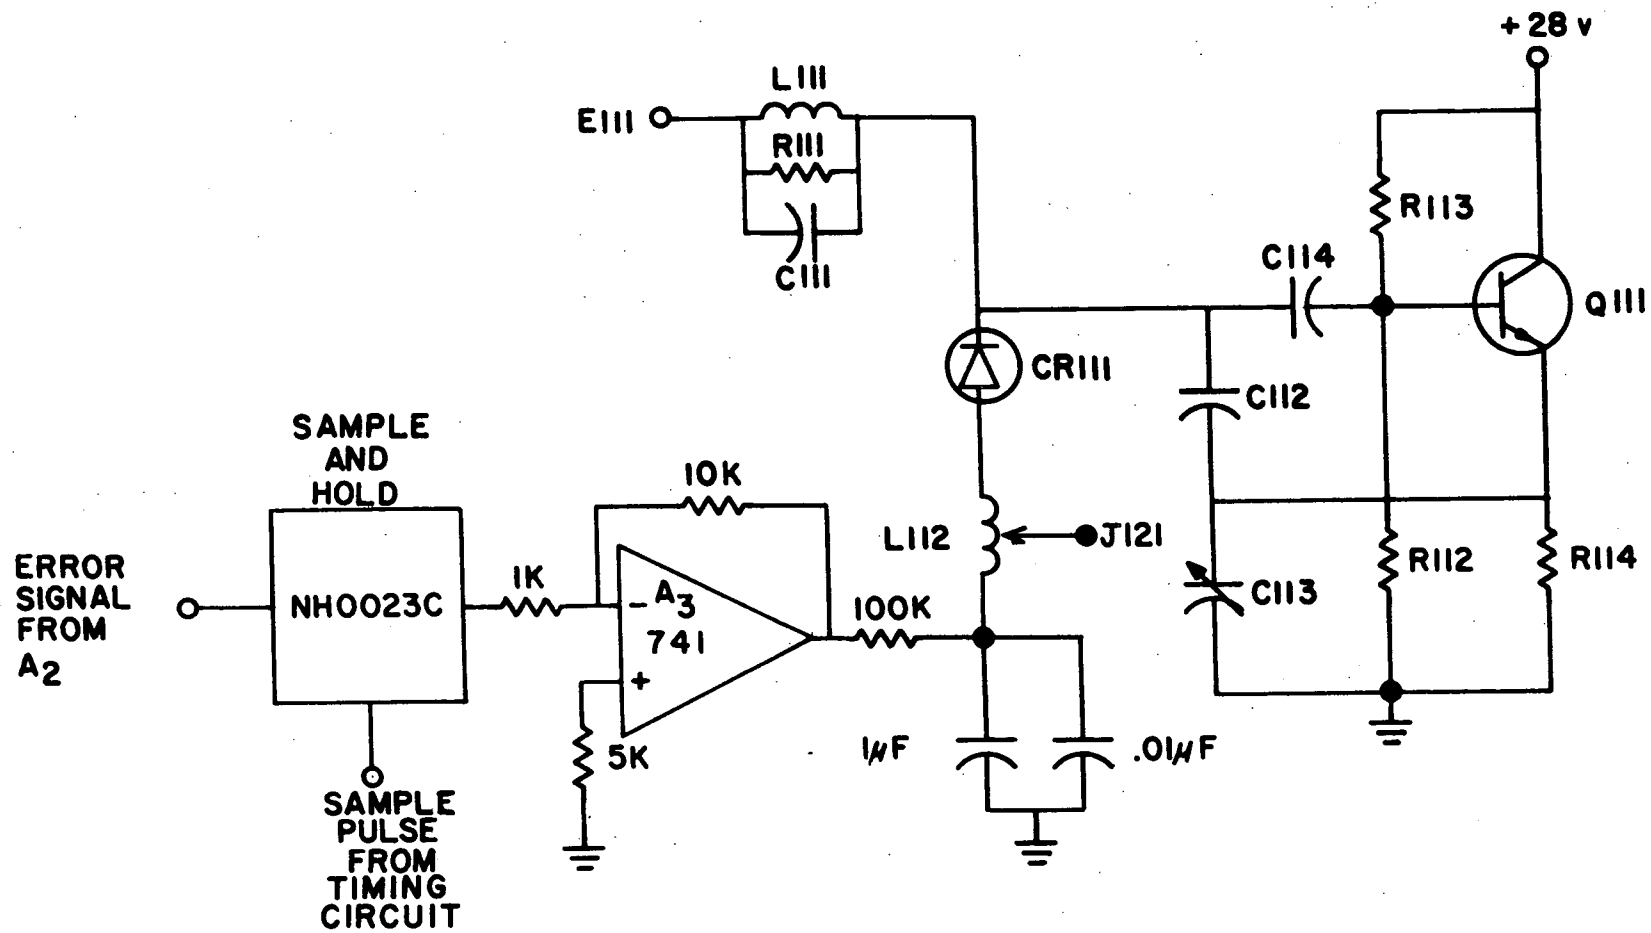 +28 v
L111
E111
R111
C111
R113
C114
Q111
CR111
C112
SAMPLE
AND
HOLD
10K
L112
J121
ERROR
SIGNAL
FROM
A2
NH0023C
1K
A3
741
-
+
100K
C113
R112
R114
5K
1µF
.01µF
SAMPLE
PULSE
FROM
TIMING
CIRCUIT